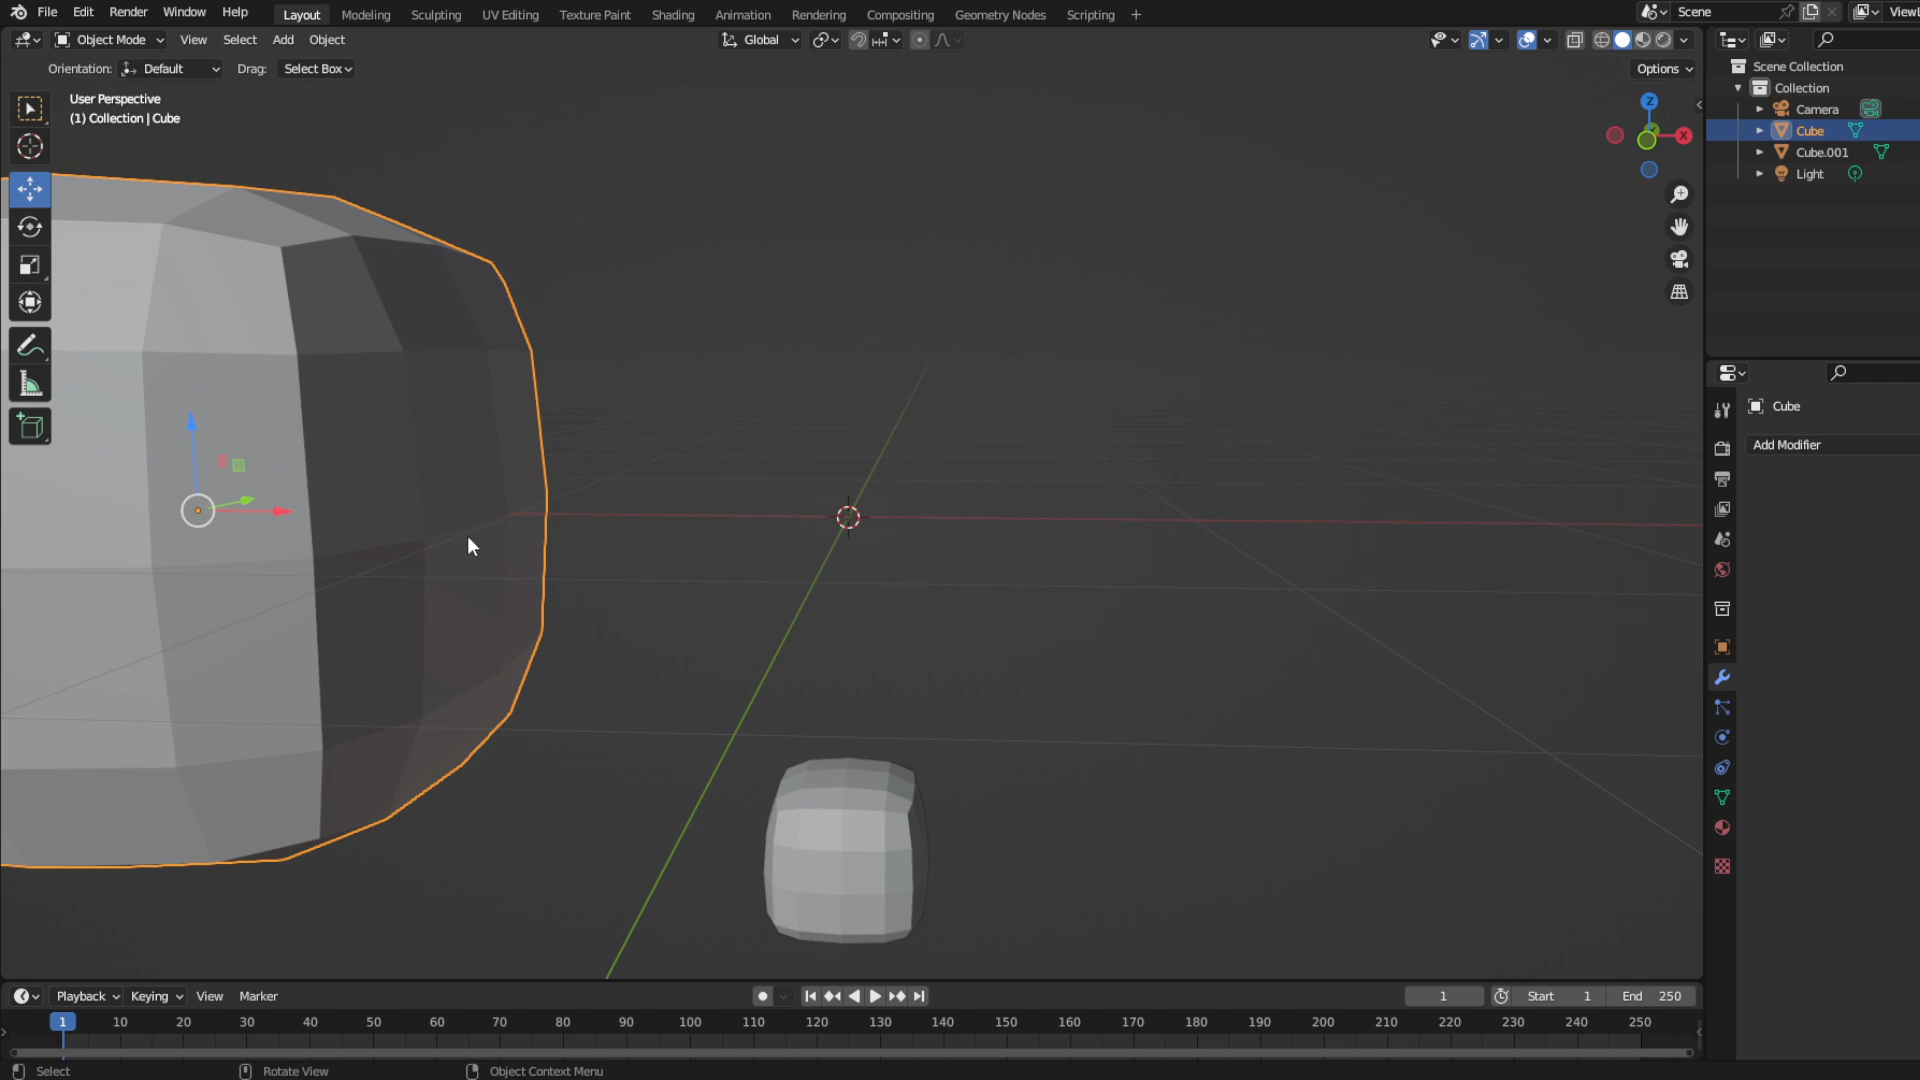 File Edit Render Window Help Layout Modeling Sculpting UV Editing Texture Paint Shading Animation Rendering Compositing Geometry Nodes Scripting + Scene
Object Mode View Select Add Object Global
Orientation: Default Drag: Select Box Options
User Perspective
(1) Collection | Cube
Z
X
Scene Collection
Collection
Camera
Cube
Cube.001
Light
Cube
Add Modifier
Playback Keying View Marker 1 Start 1 End 250
1 10 20 30 40 50 60 70 80 90 100 110 120 130 140 150 160 170 180 190 200 210 220 230 240 250
Select Rotate View Object Context Menu